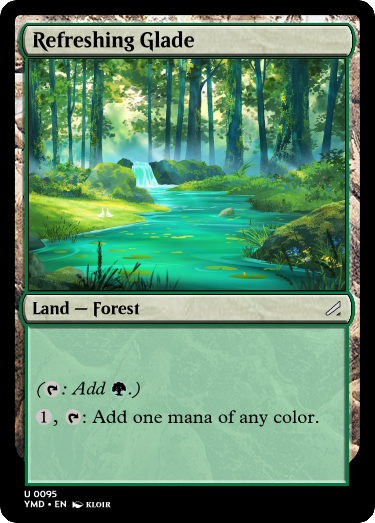 Refreshing Glade
Land — Forest
(: Add .)
1, : Add one mana of any color.
U 0095
YMD • EN KLOIR